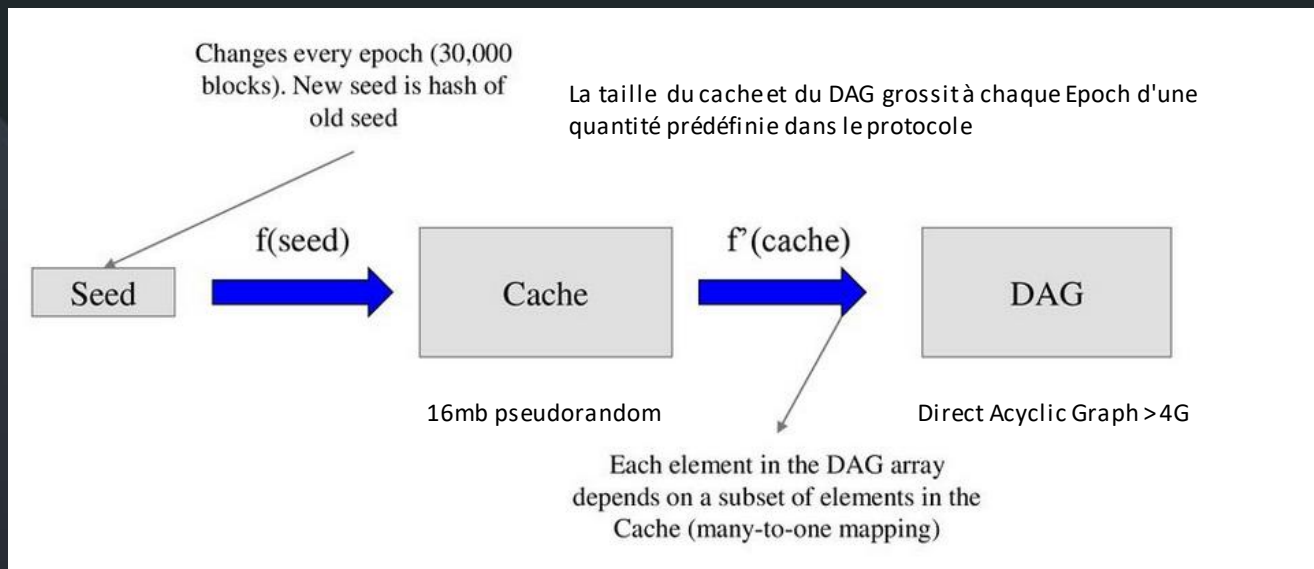 Changes every epoch (30,000
blocks). New seed is hash of
old seed
La taille du cache et du DAG grossit à chaque Epoch d'une
quantité prédéfinie dans le protocole
f(seed)
f’(cache)
Seed
Cache
DAG
16mb pseudorandom
Direct Acyclic Graph >4G
Each element in the DAG array
depends on a subset of elements in the
Cache (many-to-one mapping)